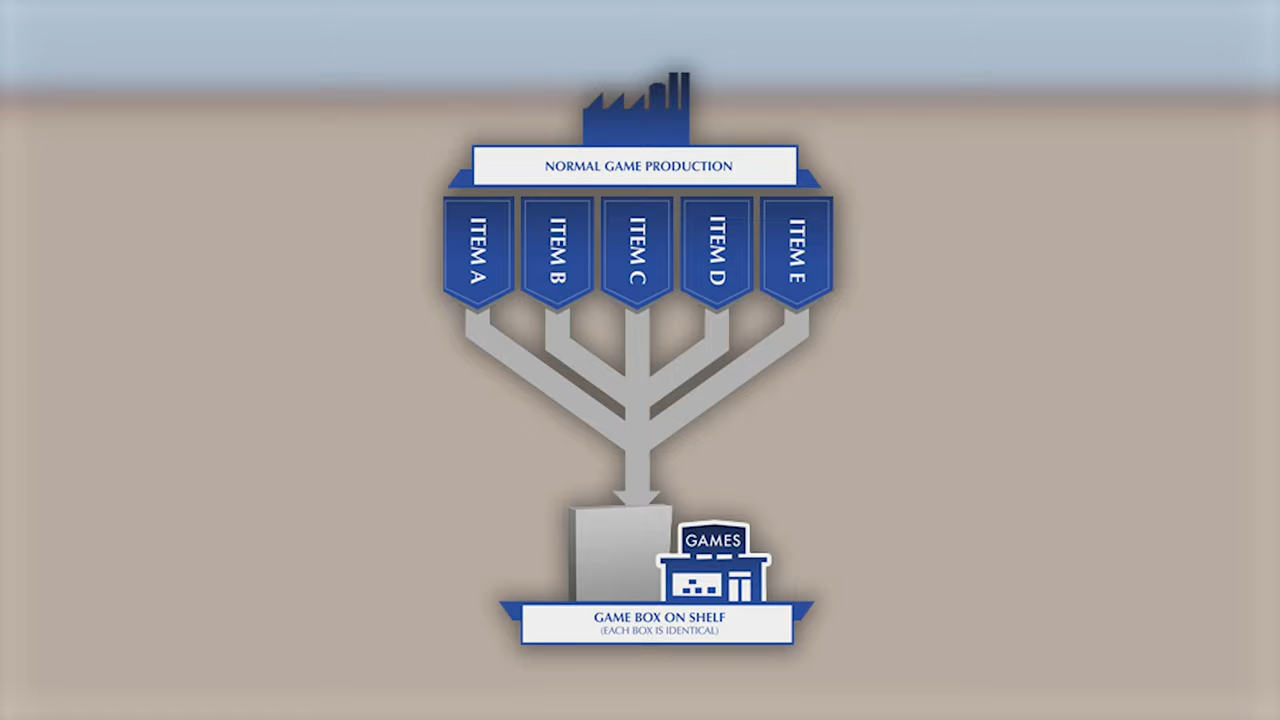 NORMAL GAME PRODUCTION
ITEM A
ITEM B
ITEM C
ITEM D
ITEM E
GAMES
GAME BOX ON SHELF
(EACH BOX IS IDENTICAL)